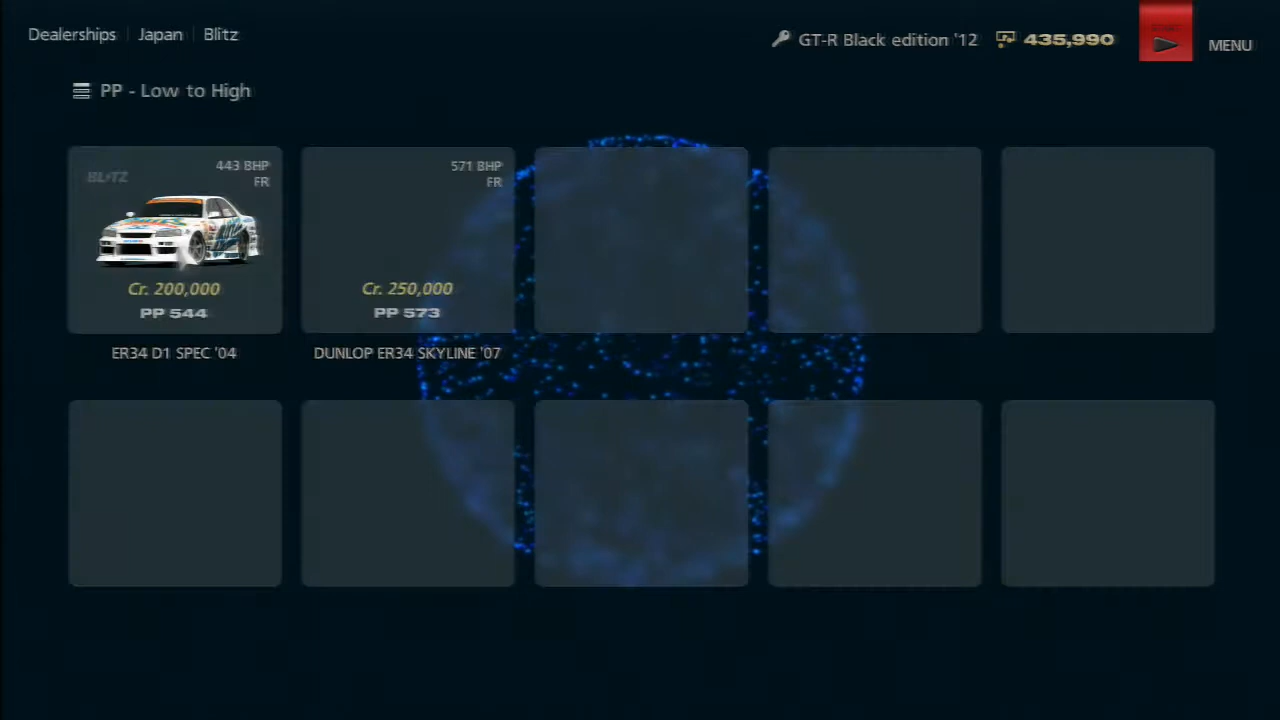 Dealerships | Japan | Blitz
GT-R Black edition '12
435,990
MENU
PP - Low to High
BLITZ
443 BHP
FR
Cr. 200,000
PP 544
ER34 D1 SPEC '04
571 BHP
FR
Cr. 250,000
PP 573
DUNLOP ER34 SKYLINE '07